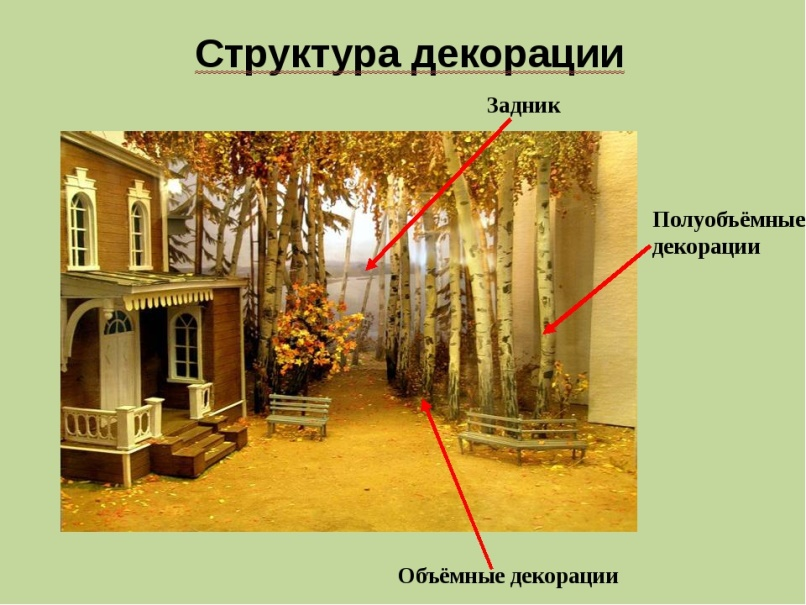 Структура декорации
Задник
Полуобъёмные
декорации
Объёмные декорации